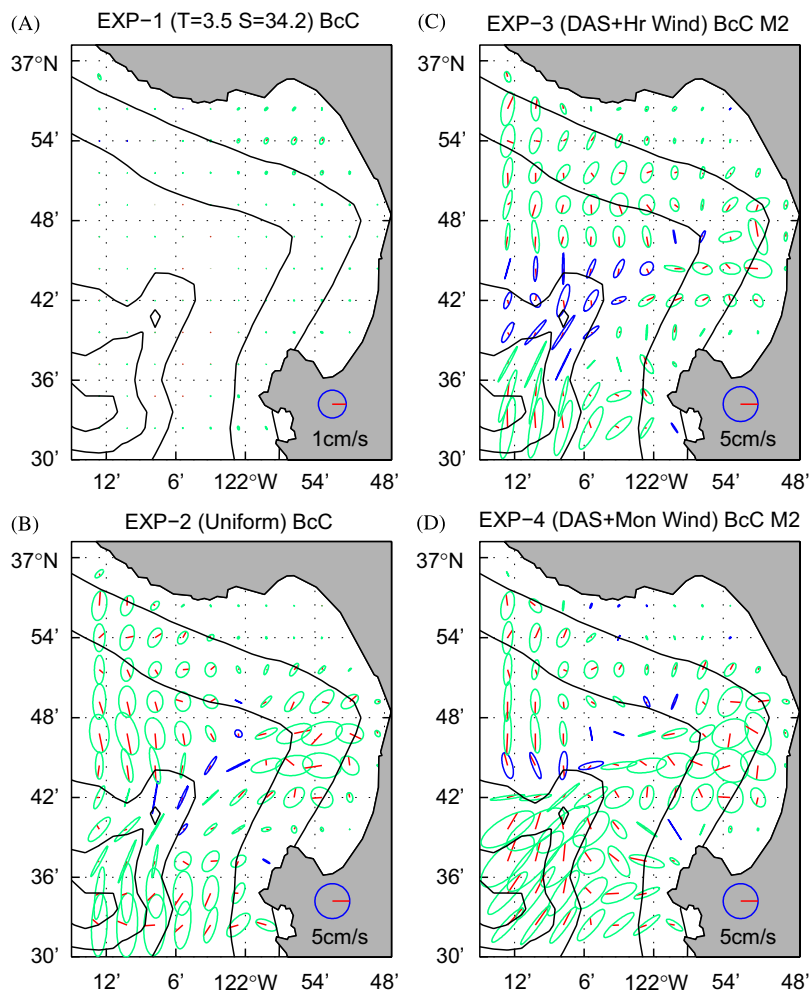 (A) EXP−1 (T=3.5 S=34.2) BcC
37°N
54'
48'
42'
36'
30'
12' 6' 122°W 54' 48'
1cm/s
(C) EXP−3 (DAS+Hr Wind) BcC M2
37°N
54'
48'
42'
36'
30'
12' 6' 122°W 54' 48'
5cm/s
(B) EXP−2 (Uniform) BcC
37°N
54'
48'
42'
36'
30'
12' 6' 122°W 54' 48'
5cm/s
(D) EXP−4 (DAS+Mon Wind) BcC M2
37°N
54'
48'
42'
36'
30'
12' 6' 122°W 54' 48'
5cm/s